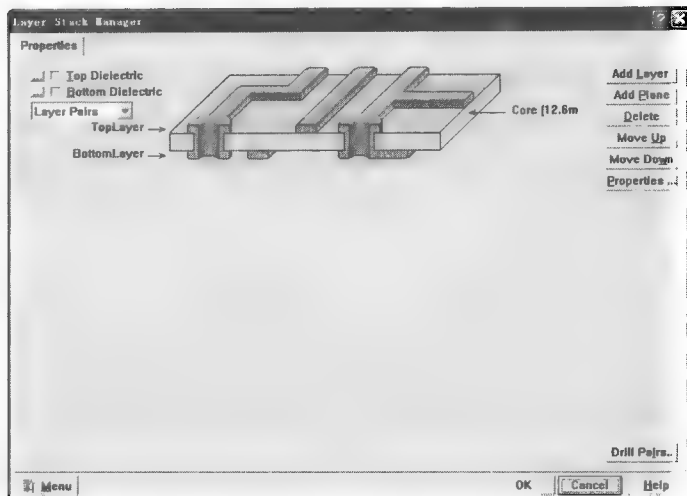 Layer Stack Manager
Properties
Top Dielectric
Bottom Dielectric
Layer Pairs
TopLayer
BottomLayer
Core (12.6m
Add Layer
Add Plane
Delete
Move Up
Move Down
Properties ...
Drill Pairs..
Menu
OK
Cancel
Help